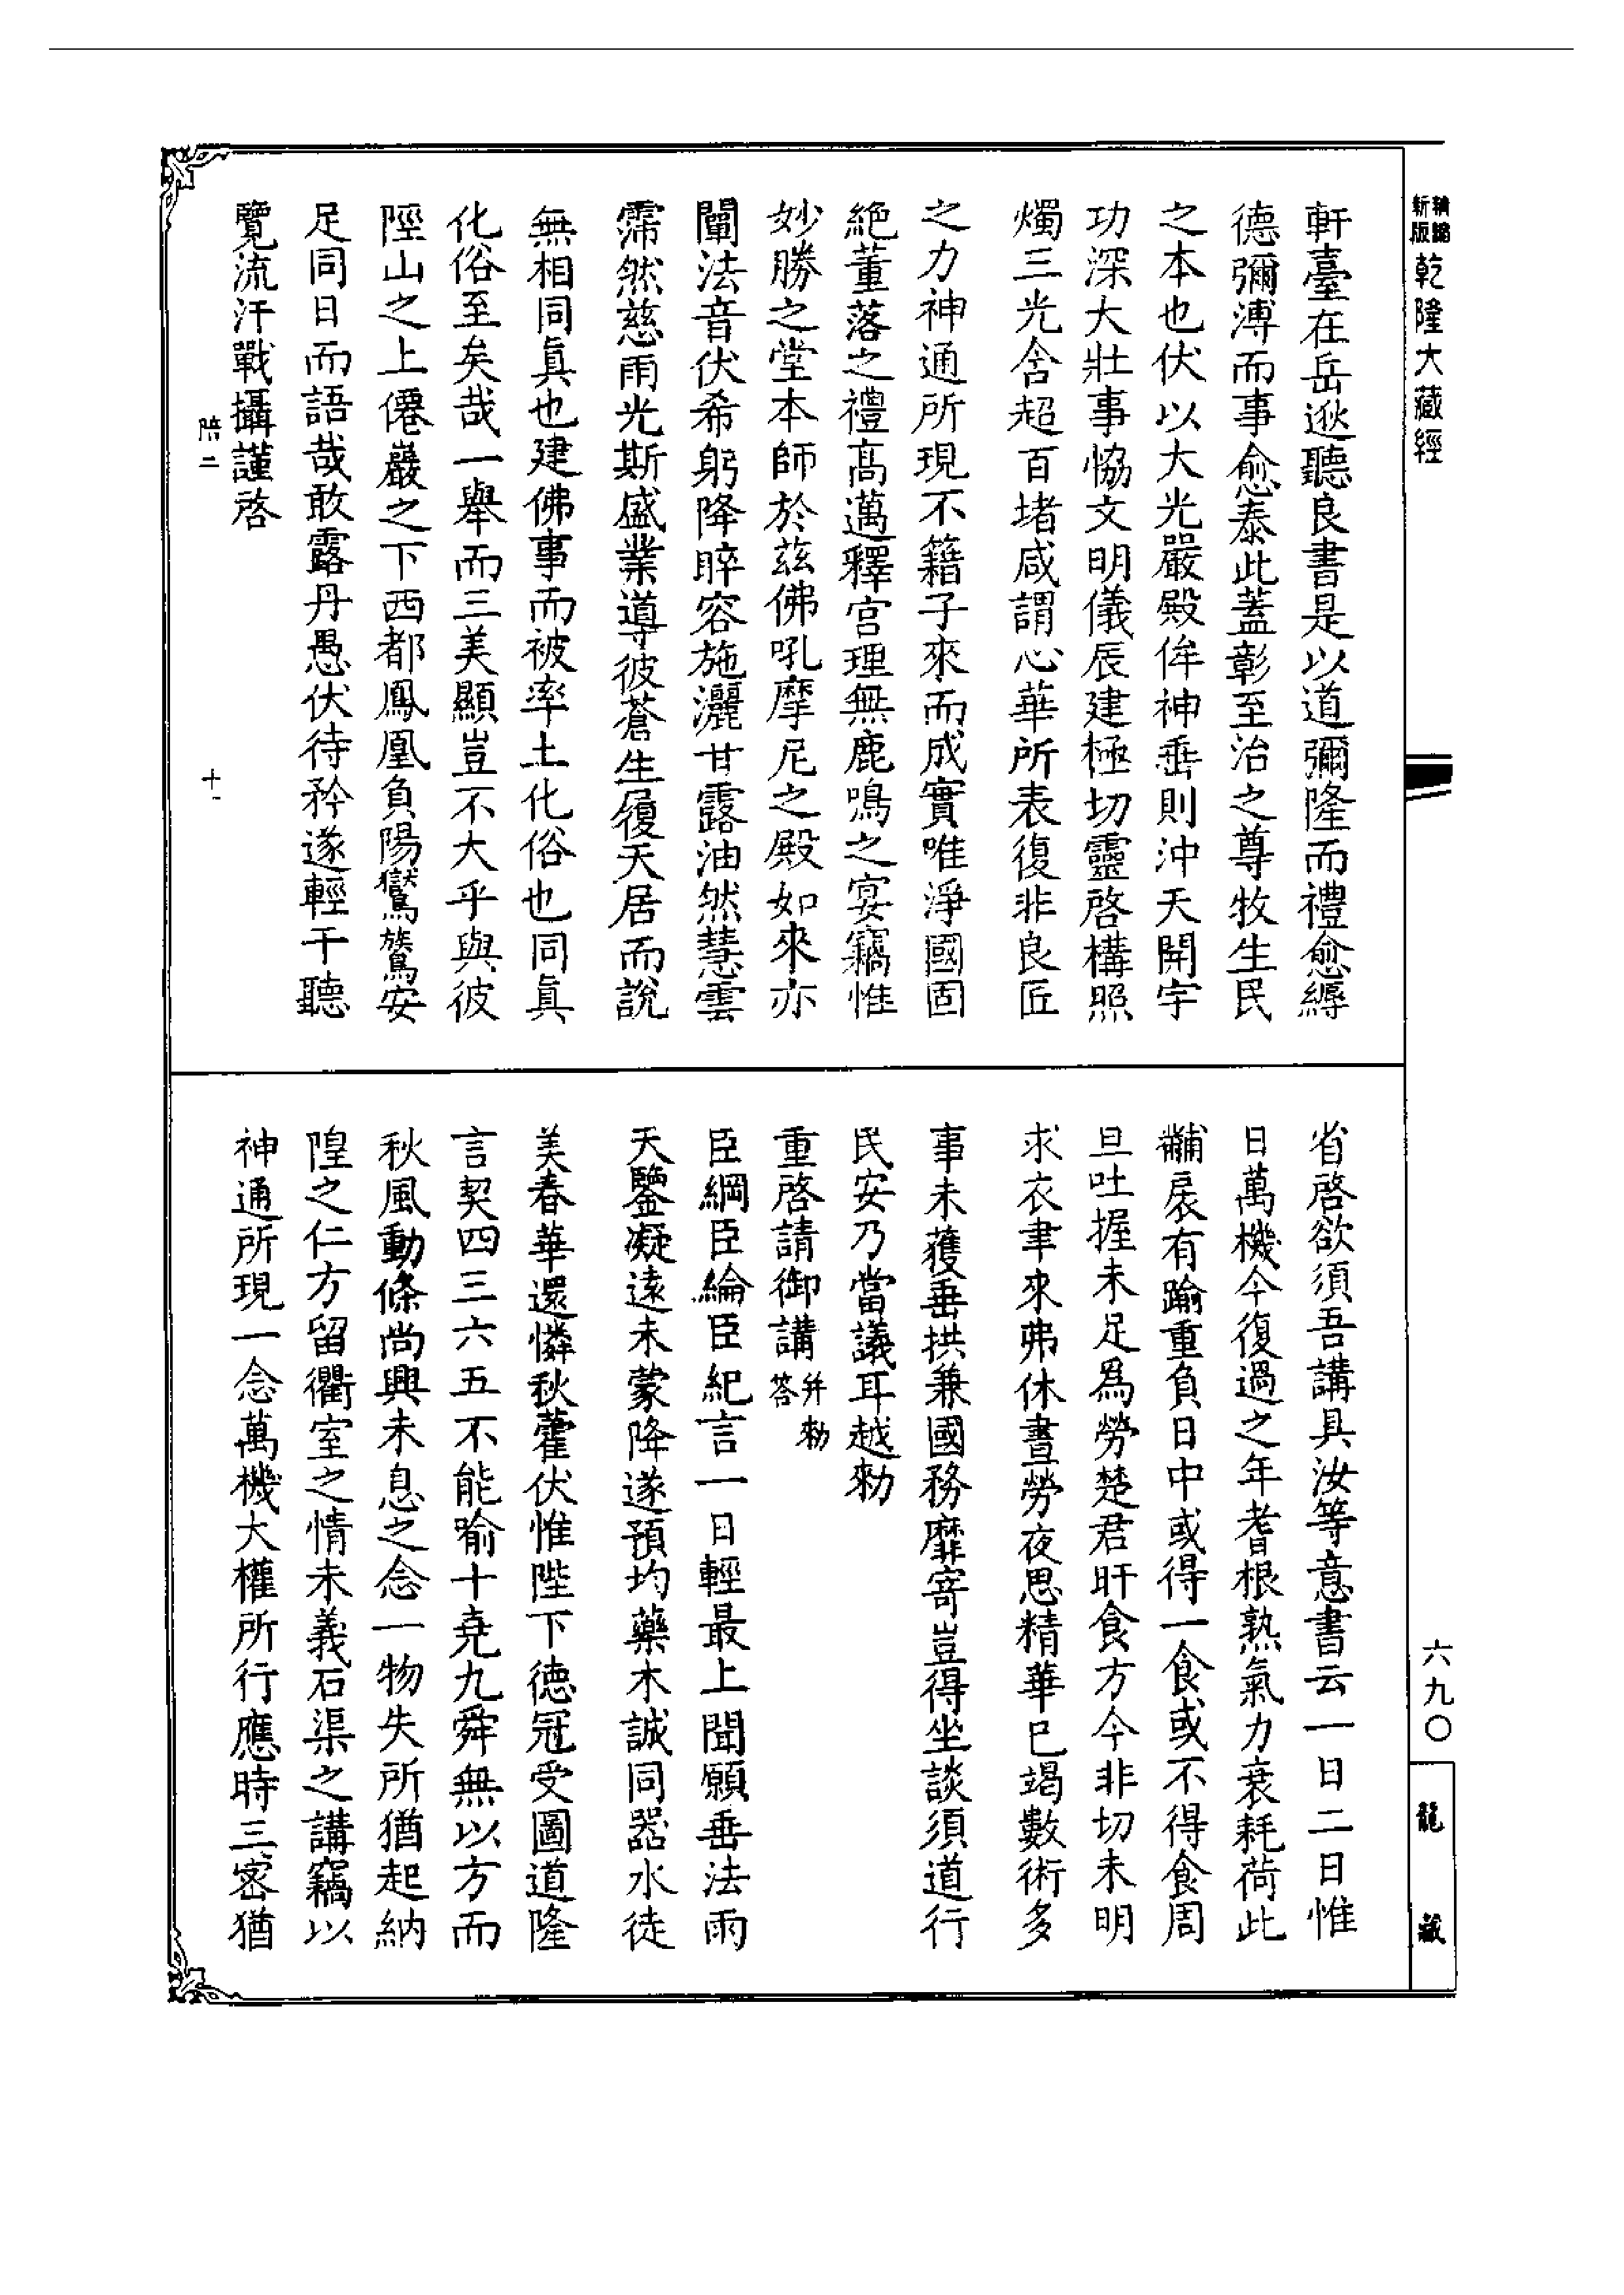 乾隆大藏經
軒臺在岳遜聽良書是以道彌隆而禮愈縟
德彌溥而事愈泰此蓋彰至治之尊牧生民
之本也伏以大光嚴殿侔神垂則沖天開宇
功深大壯事恊文明儀辰建極切靈啓構照
燭三光含超百堵咸謂心華所表復非良匠
之力神通所現不籍子來而成實唯淨國固
絕董落之禮高邁釋宮理無鹿鳴之宴竊惟
妙勝之堂本師於茲佛吼摩尼之殿如來亦
闡法音伏希躬降睟容施灑甘露油然慧雲
霈然慈雨光斯盛業導彼蒼生履天居而說
無相同真也建佛事而被率土化俗也同真
化俗至矣哉一舉而三美顯豈不大乎與彼
陘山之上僊巖之下西都鳳凰負陽鸑鷟安
足同日而語哉敢露丹愚伏待矜遂輕干聽
覽流汗戰攝謹啓
陪二
十一
省啓欲須吾講具汝等意書云一日二日惟
日萬機今復過之年耆根熟氣力衰耗荷此
黼扆有踰重負日中或得一食或不得食周
旦吐握未足爲勞楚君旰食方今非切未明
求衣聿來弗休晝勞夜思精華已竭數術多
事未獲垂拱兼國務靡寄豈得坐談須道行
民安乃當議耳越勑
重啓請御講并勑答
臣綱臣綸臣紀言一日輕最上聞願垂法雨
天鑒凝遠未蒙降遂預均藥木誠同器水徒
美春華還憐秋藿伏惟陛下德冠受圖道隆
言契四三六五不能喻十堯九舜無以方而
秋風動條尚興未息之念一物失所猶起納
隍之仁方留衢室之情未義石渠之講竊以
神通所現一念萬機大權所行應時三密猶
六九〇
龍藏